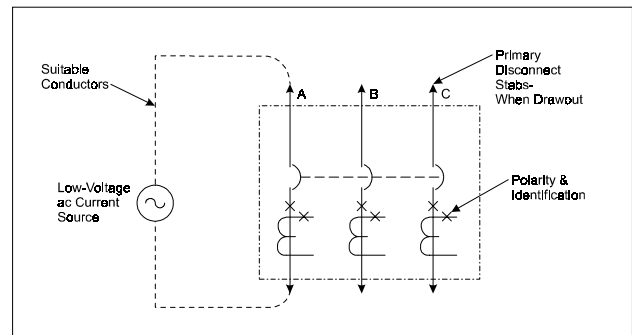 Suitable
Conductors
A
B
C
Primary
Disconnect
Stabs-
When Drawout
Low-Voltage
ac Current
Source
Polarity &
Identification